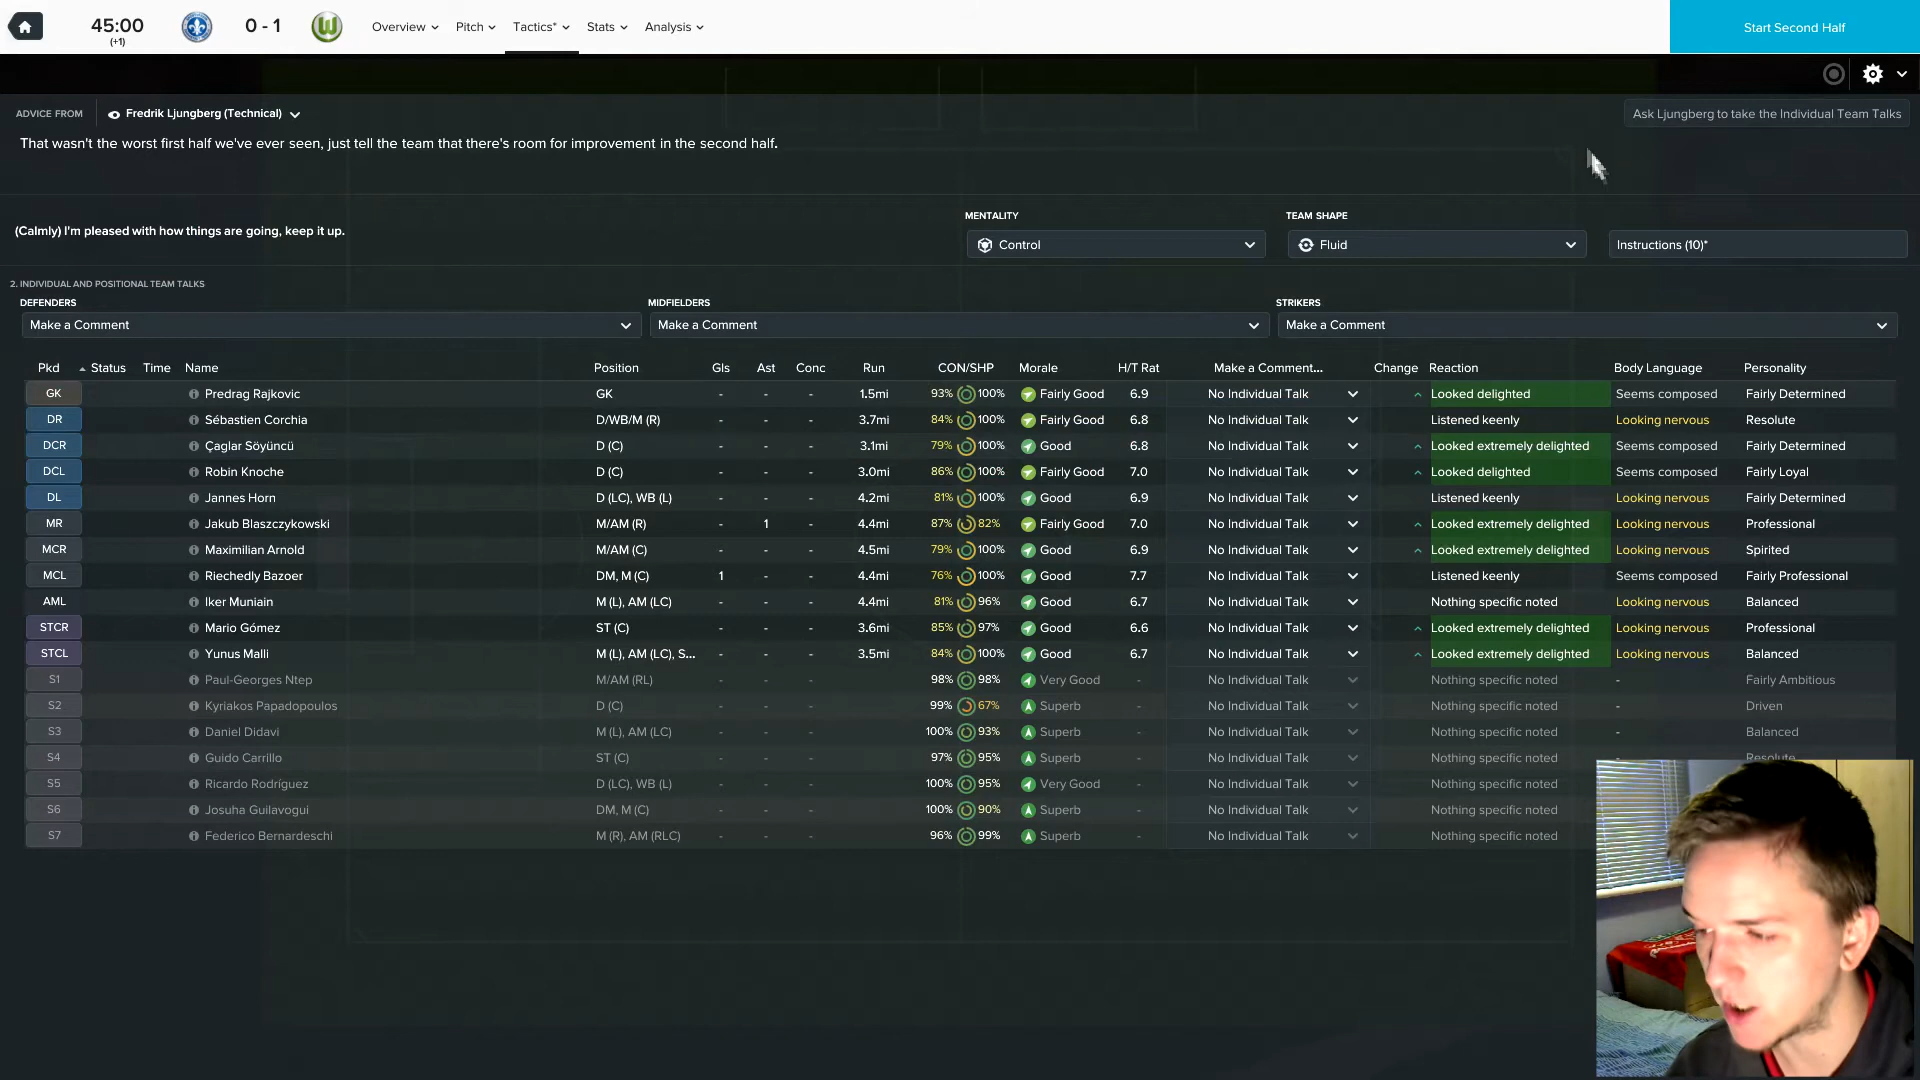 45:00 0 - 1 Overview Pitch Tactics* Stats Analysis Start Second Half
(+1)
ADVICE FROM Fredrik Ljungberg (Technical) Ask Ljungberg to take the Individual Team Talks
That wasn't the worst first half we've ever seen, just tell the team that there's room for improvement in the second half.
MENTALITY TEAM SHAPE
(Calmly) I'm pleased with how things are going, keep it up.
Control Fluid Instructions (10)*
2. INDIVIDUAL AND POSITIONAL TEAM TALKS
DEFENDERS MIDFIELDERS STRIKERS
Make a Comment Make a Comment Make a Comment
Pkd Status Time Name Position Gls Ast Conc Run CON/SHP Morale H/T Rat Make a Comment... Change Reaction Body Language Personality
GK Predrag Rajkovic GK - - - 1.5mi 93% 100% Fairly Good 6.9 No Individual Talk Looked delighted Seems composed Fairly Determined
DR Sébastien Corchia D/WB/M (R) - - - 3.7mi 84% 100% Fairly Good 6.8 No Individual Talk Listened keenly Looking nervous Resolute
DCR Çaglar Söyüncü D (C) - - - 3.1mi 79% 100% Good 6.8 No Individual Talk Looked extremely delighted Seems composed Fairly Determined
DCL Robin Knoche D (C) - - - 3.0mi 86% 100% Fairly Good 7.0 No Individual Talk Looked delighted Seems composed Fairly Loyal
DL Jannes Horn D (LC), WB (L) - - - 4.2mi 81% 100% Good 6.9 No Individual Talk Listened keenly Looking nervous Fairly Determined
MR Jakub Blaszczykowski M/AM (R) - 1 - 4.4mi 87% 82% Fairly Good 7.0 No Individual Talk Looked extremely delighted Looking nervous Professional
MCR Maximilian Arnold M/AM (C) - - - 4.5mi 79% 100% Good 6.9 No Individual Talk Looked extremely delighted Looking nervous Spirited
MCL Riechedly Bazoer DM, M (C) 1 - - 4.4mi 76% 100% Good 7.7 No Individual Talk Listened keenly Seems composed Fairly Professional
AML Iker Muniain M (L), AM (LC) - - - 4.4mi 81% 96% Good 6.7 No Individual Talk Nothing specific noted Looking nervous Balanced
STCR Mario Gómez ST (C) - - - 3.6mi 85% 97% Good 6.6 No Individual Talk Looked extremely delighted Looking nervous Professional
STCL Yunus Malli M (L), AM (LC), S... - - - 3.5mi 84% 100% Good 6.7 No Individual Talk Looked extremely delighted Looking nervous Balanced
S1 Paul-Georges Ntep M/AM (RL) 98% 98% Very Good - No Individual Talk Nothing specific noted - Fairly Ambitious
S2 Kyriakos Papadopoulos D (C) 99% 67% Superb - No Individual Talk Nothing specific noted - Driven
S3 Daniel Didavi M (L), AM (LC) 100% 93% Superb - No Individual Talk Nothing specific noted - Balanced
S4 Guido Carrillo ST (C) 97% 95% Superb - No Individual Talk Nothing specific noted - Resolute
S5 Ricardo Rodríguez D (LC), WB (L) 100% 95% Very Good - No Individual Talk Nothing specific noted
S6 Josuha Guilavogui DM, M (C) 100% 90% Superb - No Individual Talk Nothing specific noted
S7 Federico Bernardeschi M (R), AM (RLC) 96% 99% Superb - No Individual Talk Nothing specific noted